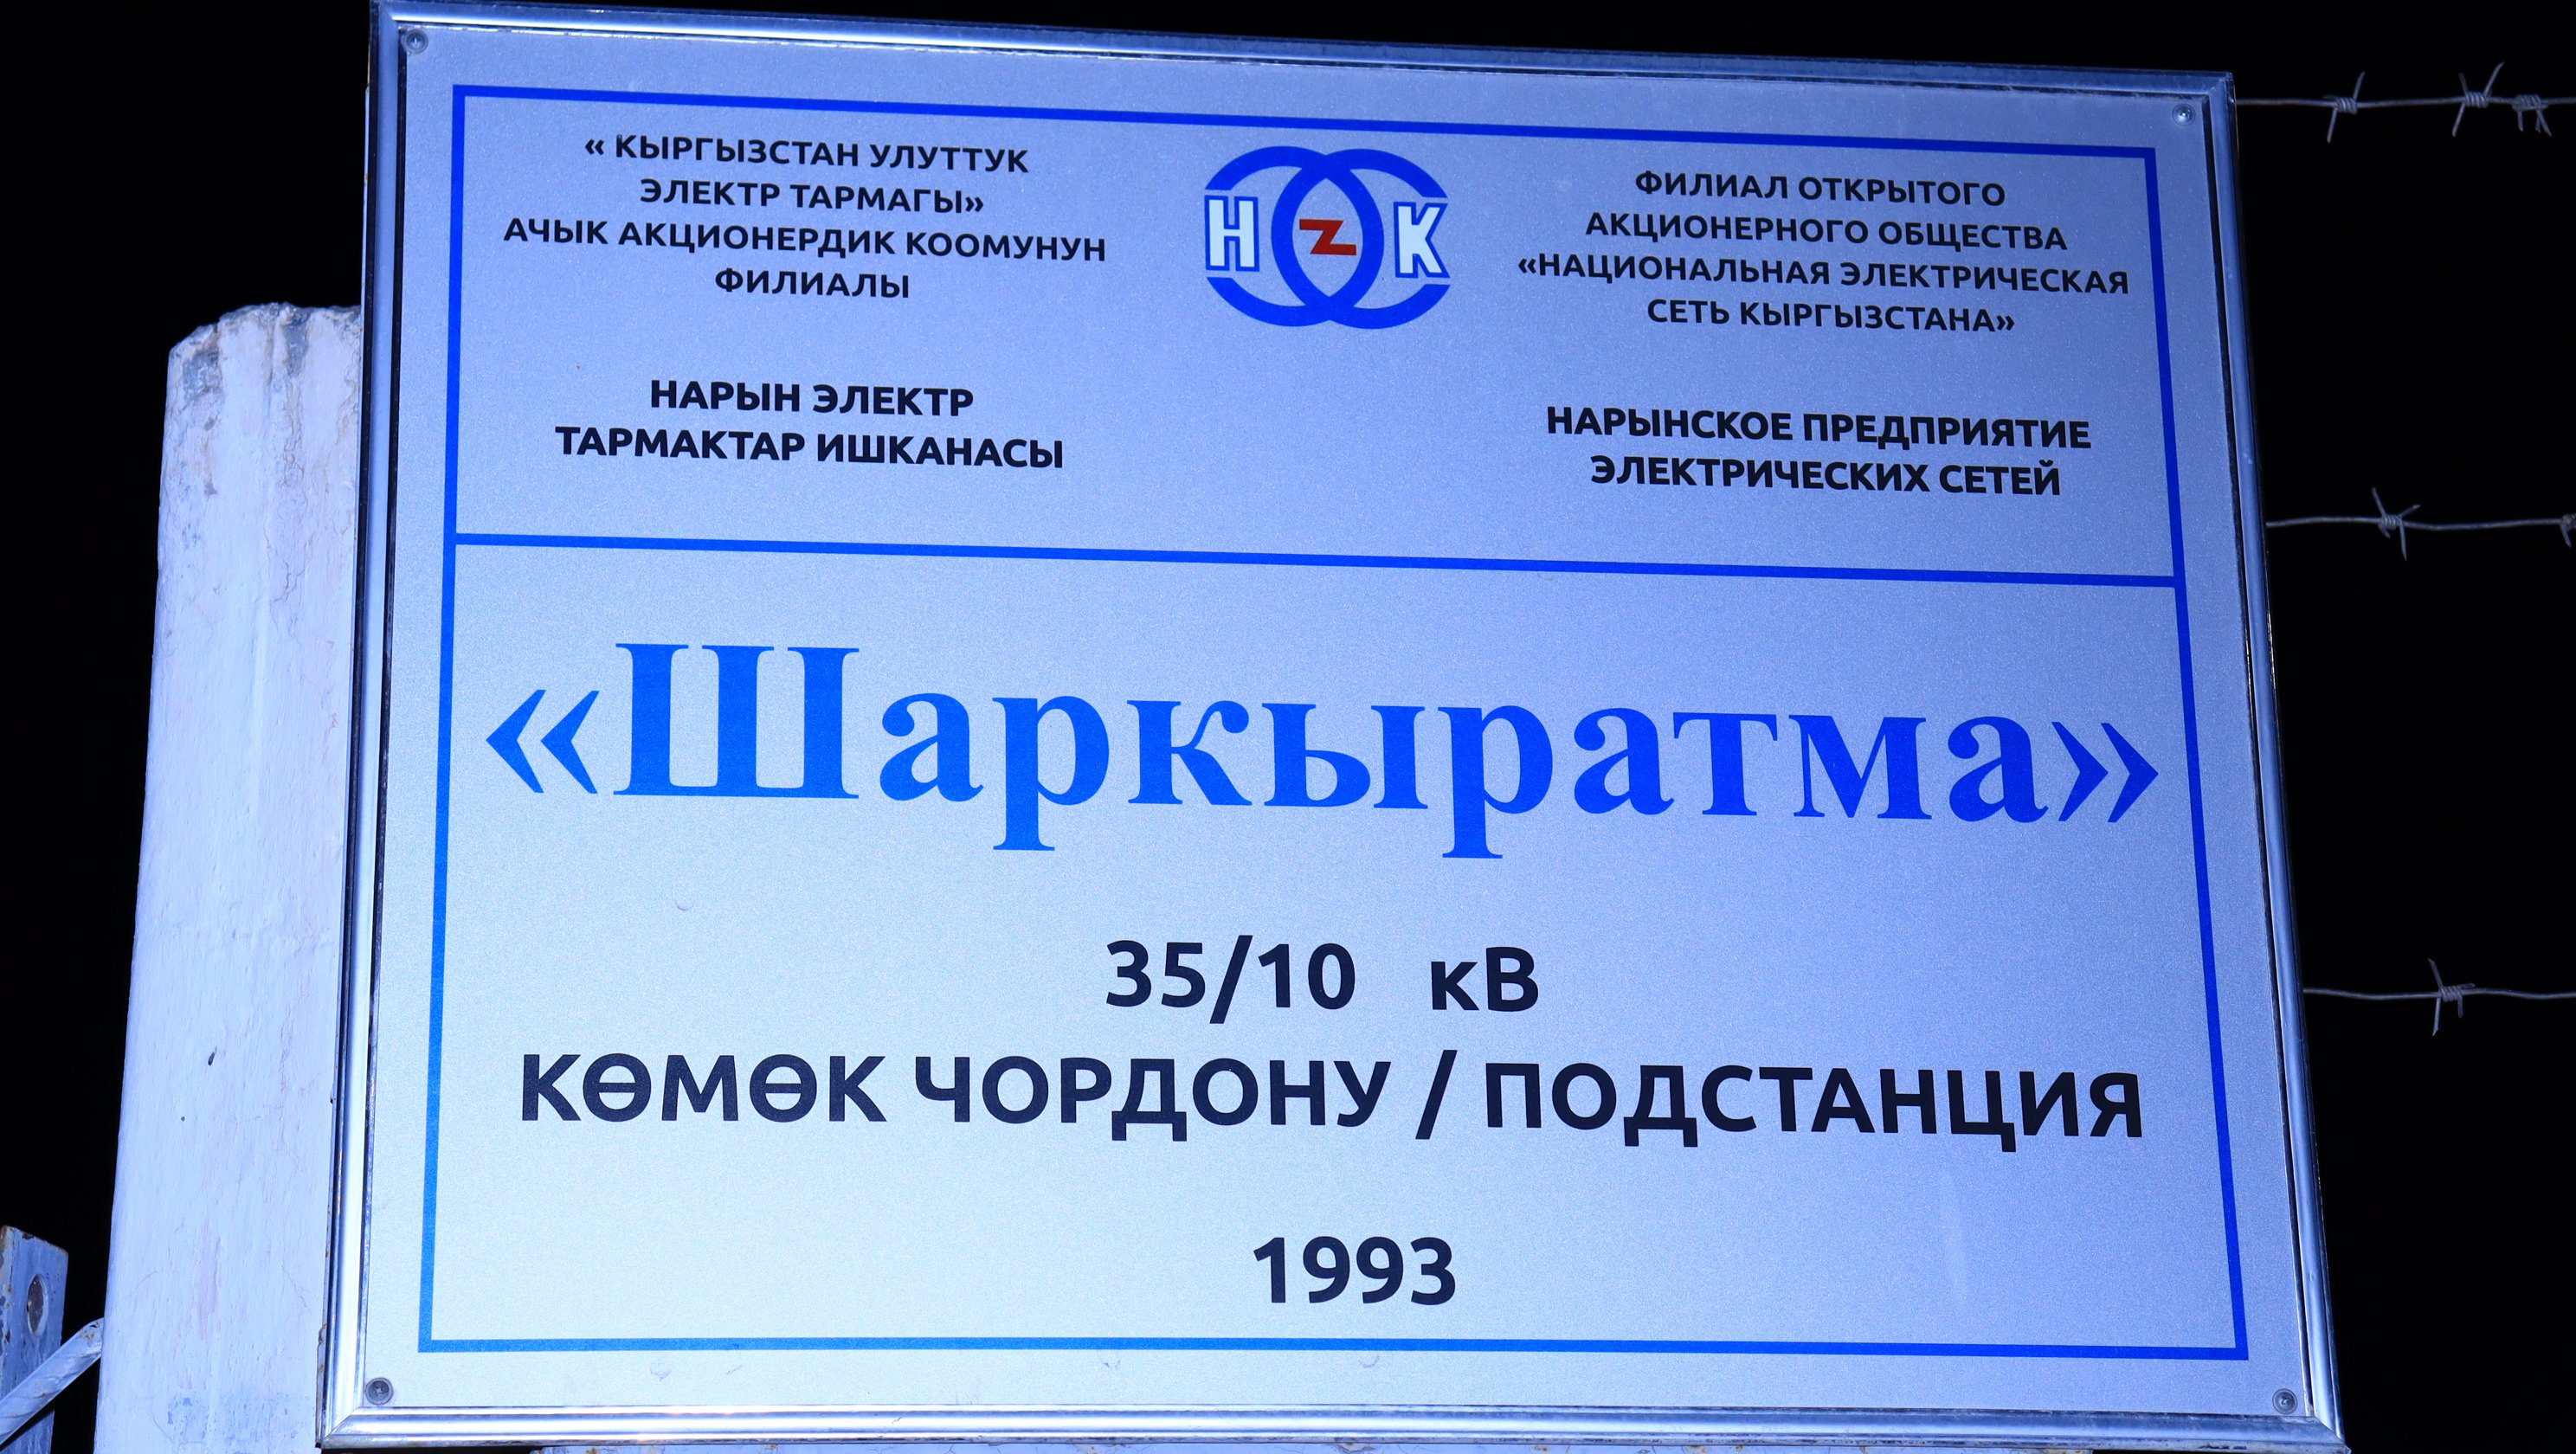 « КЫРГЫЗСТАН УЛУТТУК
ЭЛЕКТР ТАРМАГЫ»
АЧЫК АКЦИОНЕРДИК КООМУНУН
ФИЛИАЛЫ
НАРЫН ЭЛЕКТР
ТАРМАКТАР ИШКАНАСЫ
Н К
ФИЛИАЛ ОТКРЫТОГО
АКЦИОНЕРНОГО ОБЩЕСТВА
«НАЦИОНАЛЬНАЯ ЭЛЕКТРИЧЕСКАЯ
СЕТЬ КЫРГЫЗСТАНА»
НАРЫНСКОЕ ПРЕДПРИЯТИЕ
ЭЛЕКТРИЧЕСКИХ СЕТЕЙ
«Шаркыратма»
35/10 кВ
КӨМӨК ЧОРДОНУ / ПОДСТАНЦИЯ
1993